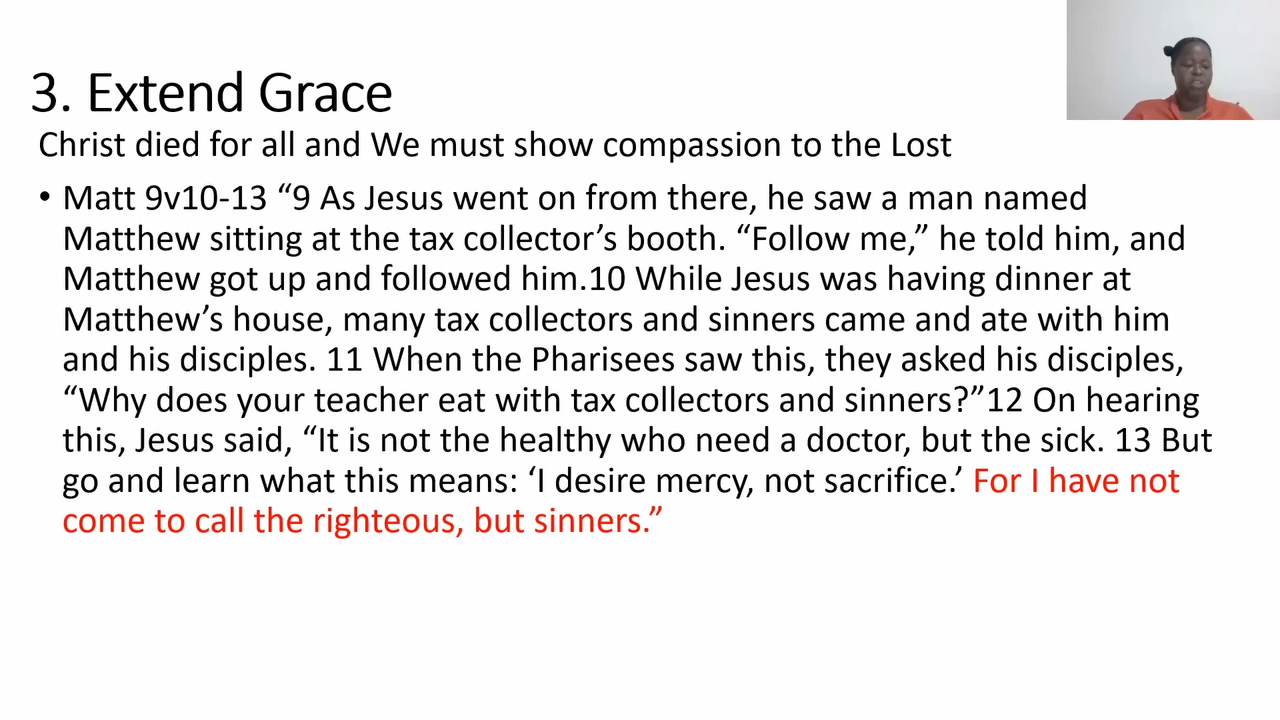 3. Extend Grace
Christ died for all and We must show compassion to the Lost
• Matt 9v10-13 “9 As Jesus went on from there, he saw a man named
Matthew sitting at the tax collector’s booth. “Follow me,” he told him, and
Matthew got up and followed him.10 While Jesus was having dinner at
Matthew’s house, many tax collectors and sinners came and ate with him
and his disciples. 11 When the Pharisees saw this, they asked his disciples,
“Why does your teacher eat with tax collectors and sinners?”12 On hearing
this, Jesus said, “It is not the healthy who need a doctor, but the sick. 13 But
go and learn what this means: ‘I desire mercy, not sacrifice.’ For I have not
come to call the righteous, but sinners.”